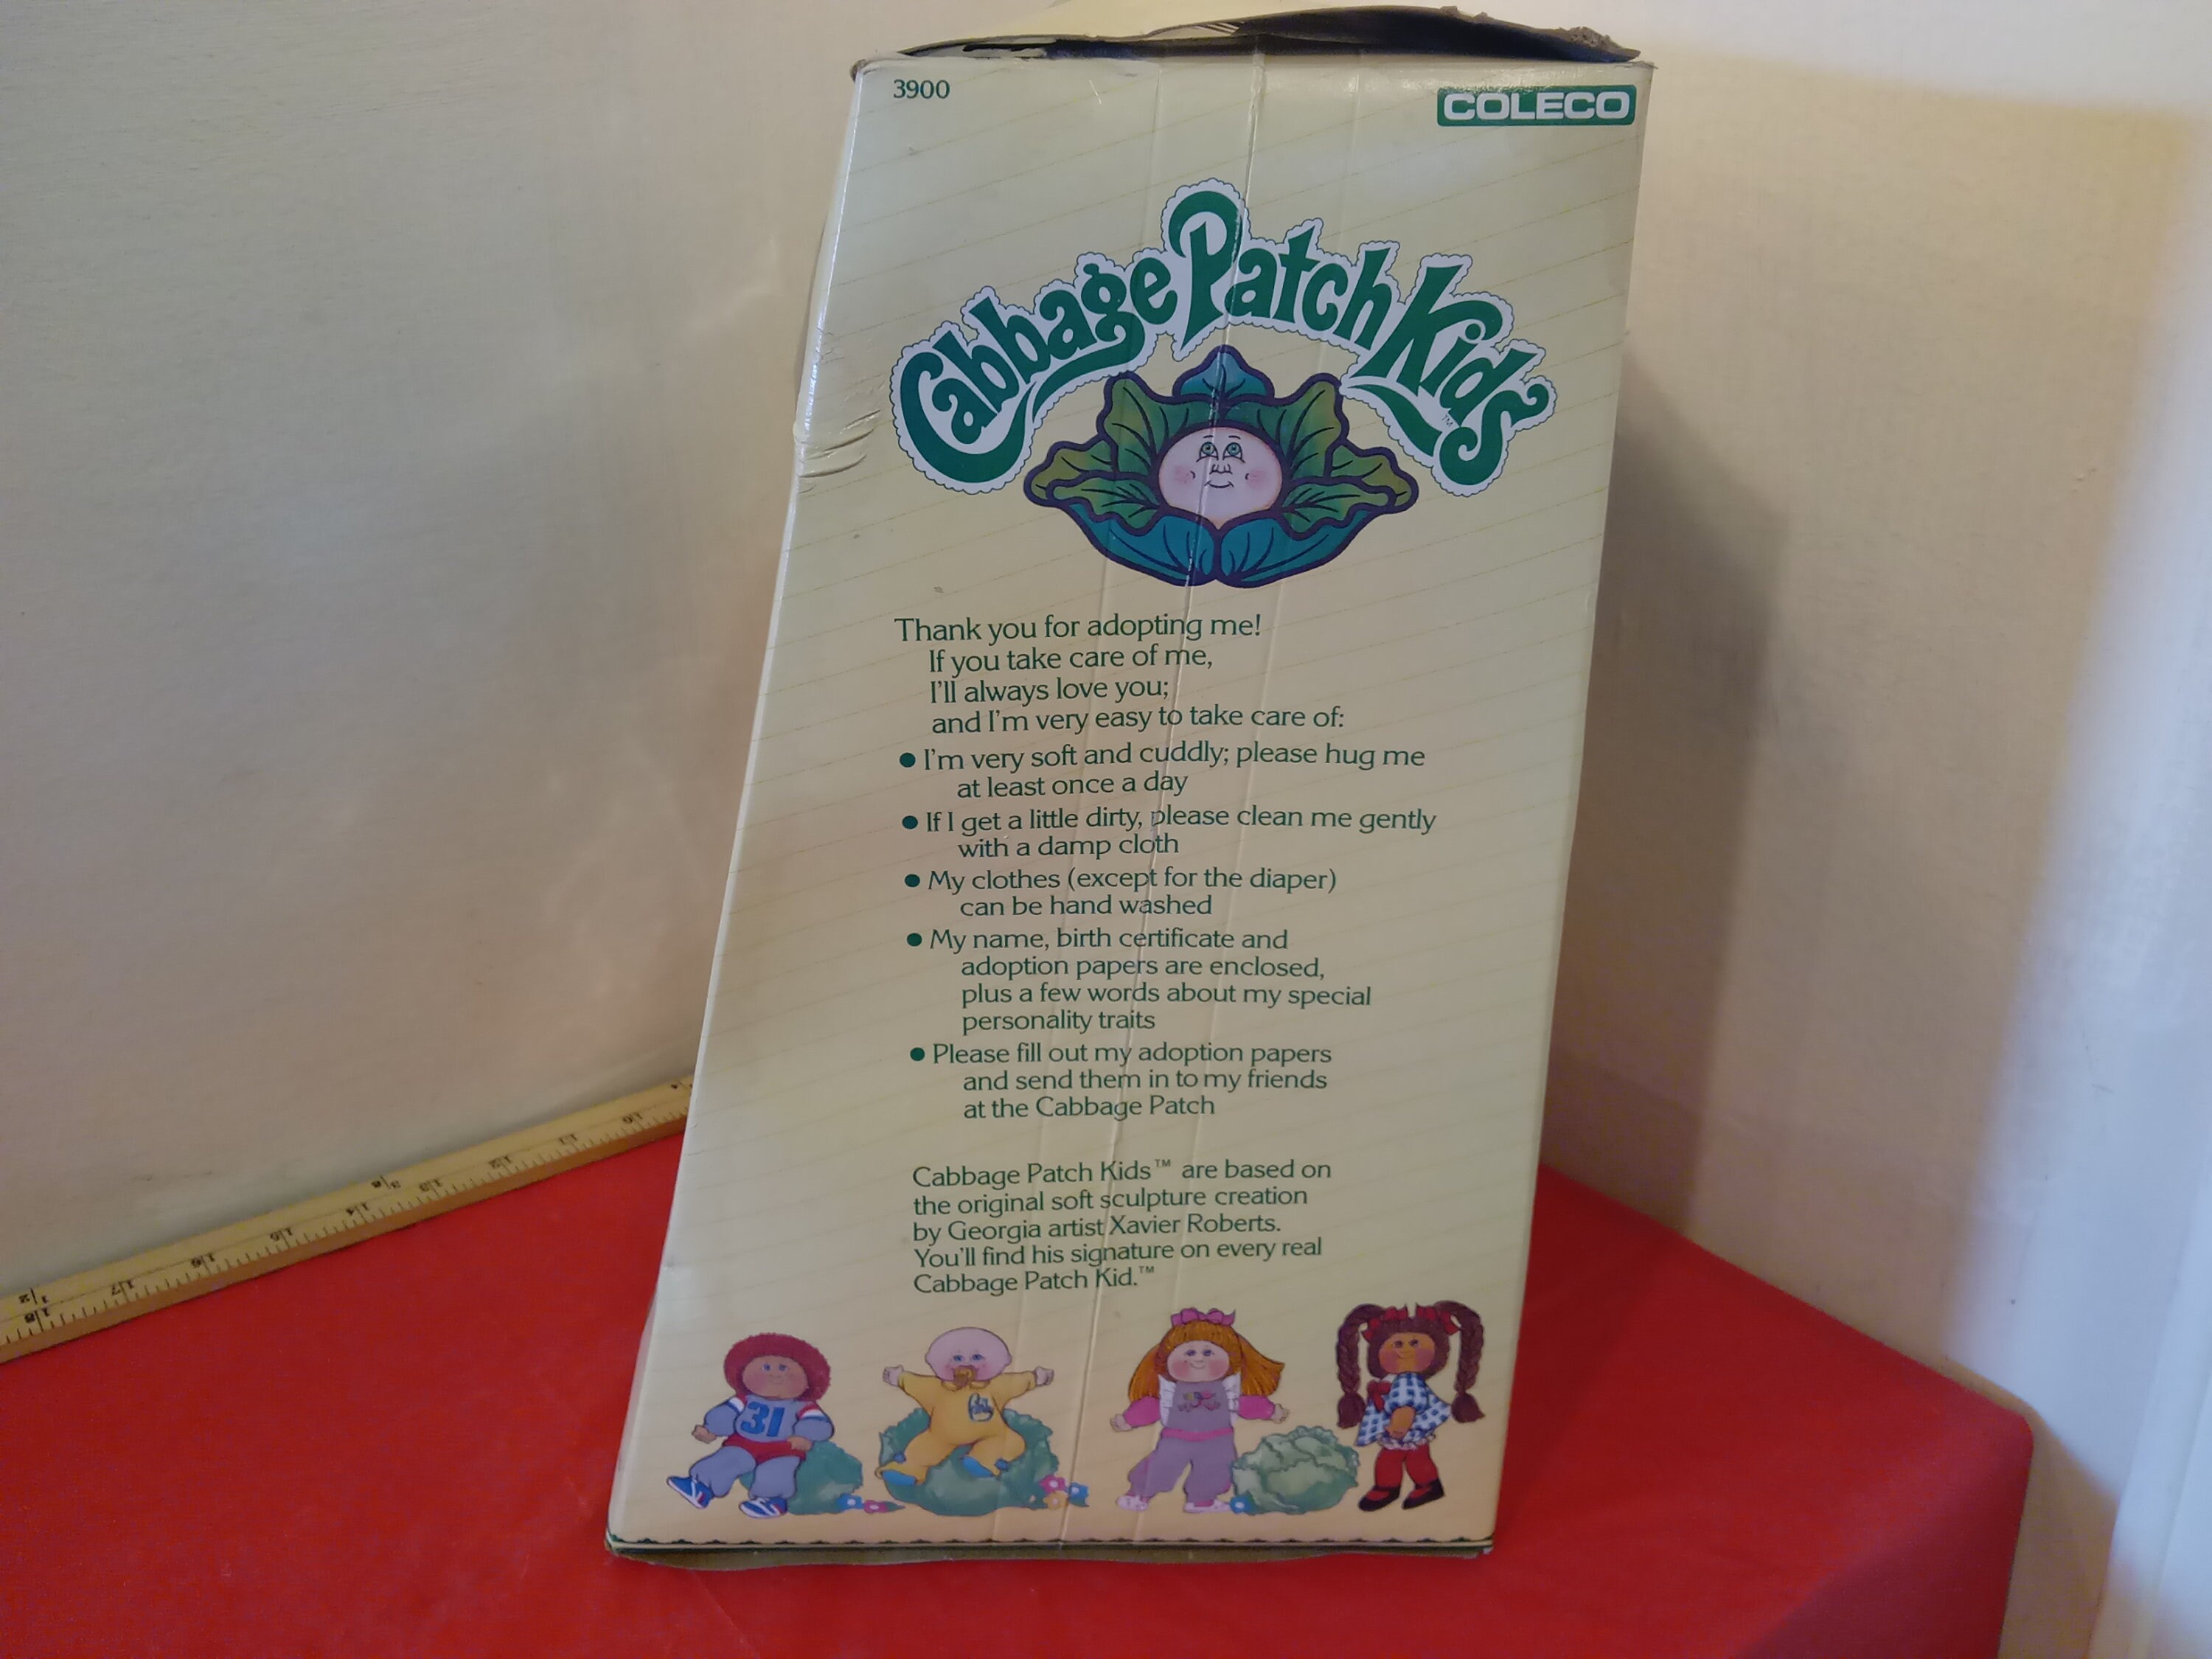 3900
COLECO
Cabbage Patch Kids™
Thank you for adopting me!
If you take care of me,
I'll always love you;
and I'm very easy to take care of:
● I'm very soft and cuddly; please hug me
at least once a day
● If I get a little dirty, please clean me gently
with a damp cloth
● My clothes (except for the diaper)
can be hand washed
● My name, birth certificate and
adoption papers are enclosed,
plus a few words about my special
personality traits
● Please fill out my adoption papers
and send them in to my friends
at the Cabbage Patch
Cabbage Patch Kids™ are based on
the original soft sculpture creation
by Georgia artist Xavier Roberts.
You'll find his signature on every real
Cabbage Patch Kid.™
31